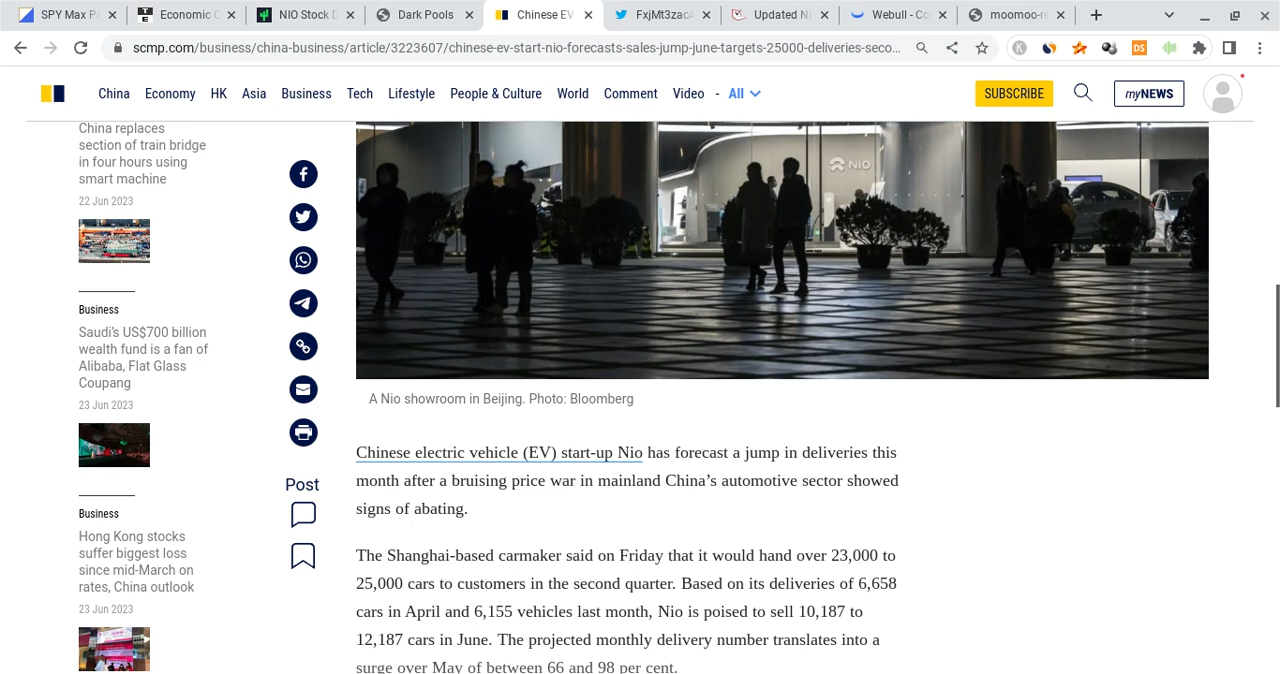 SPY Max P
Economic C
NIO Stock D
Dark Pools
Chinese EV
FxjMt3zacA
Updated NI
Webull - Co
moomoo-re
scmp.com/business/china-business/article/3223607/chinese-ev-start-nio-forecasts-sales-jump-june-targets-25000-deliveries-seco...
China Economy HK Asia Business Tech Lifestyle People & Culture World Comment Video - All
SUBSCRIBE
myNEWS
China replaces
section of train bridge
in four hours using
smart machine
22 Jun 2023
Business
Saudi's US$700 billion
wealth fund is a fan of
Alibaba, Flat Glass
Coupang
23 Jun 2023
Business
Hong Kong stocks
suffer biggest loss
since mid-March on
rates, China outlook
23 Jun 2023
Post
NIO
A Nio showroom in Beijing. Photo: Bloomberg
Chinese electric vehicle (EV) start-up Nio has forecast a jump in deliveries this
month after a bruising price war in mainland China's automotive sector showed
signs of abating.
The Shanghai-based carmaker said on Friday that it would hand over 23,000 to
25,000 cars to customers in the second quarter. Based on its deliveries of 6,658
cars in April and 6,155 vehicles last month, Nio is poised to sell 10,187 to
12,187 cars in June. The projected monthly delivery number translates into a
surge over May of between 66 and 98 per cent.